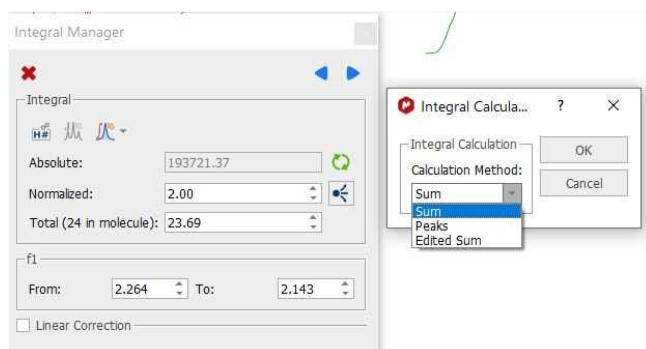 Integral Manager
Integral
H#
Absolute: 193721.37
Normalized: 2.00
Total (24 in molecule): 23.69
f1
From: 2.264 To: 2.143
Linear Correction
Integral Calcula... ? ×
Integral Calculation
Calculation Method:
Sum
Sum
Peaks
Edited Sum
OK
Cancel